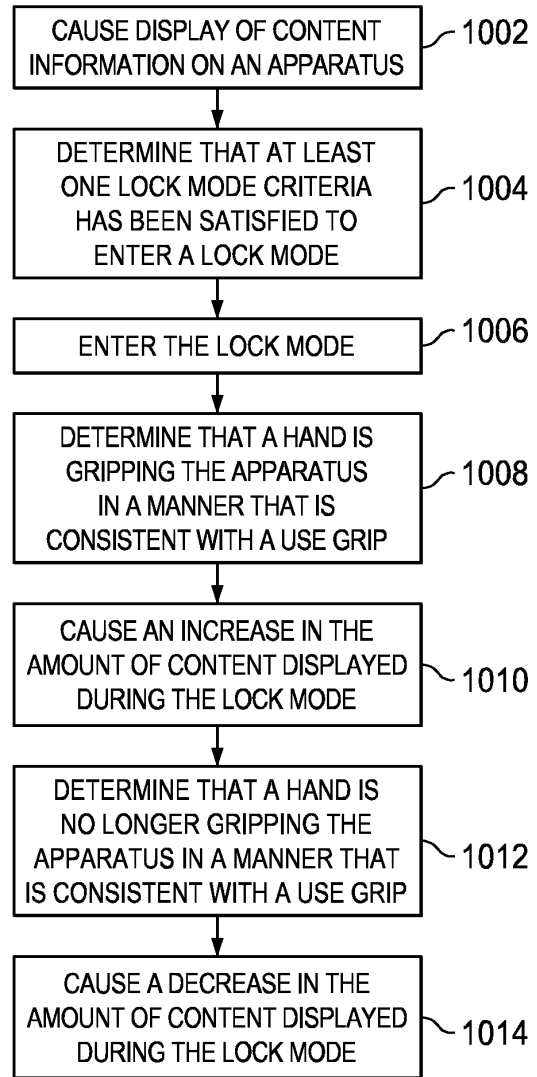 CAUSE DISPLAY OF CONTENT
INFORMATION ON AN APPARATUS
1002
DETERMINE THAT AT LEAST
ONE LOCK MODE CRITERIA
HAS BEEN SATISFIED TO
ENTER A LOCK MODE
1004
ENTER THE LOCK MODE
1006
DETERMINE THAT A HAND IS
GRIPPING THE APPARATUS
IN A MANNER THAT IS
CONSISTENT WITH A USE GRIP
1008
CAUSE AN INCREASE IN THE
AMOUNT OF CONTENT DISPLAYED
DURING THE LOCK MODE
1010
DETERMINE THAT A HAND IS
NO LONGER GRIPPING THE
APPARATUS IN A MANNER THAT
IS CONSISTENT WITH A USE GRIP
1012
CAUSE A DECREASE IN THE
AMOUNT OF CONTENT DISPLAYED
DURING THE LOCK MODE
1014